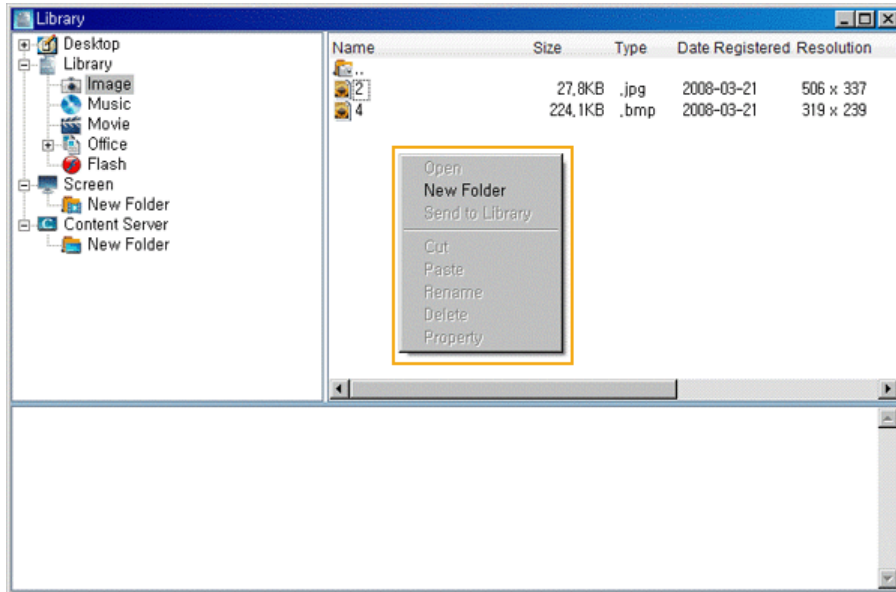 Library
Desktop
Library
Image
Music
Movie
Office
Flash
Screen
New Folder
Content Server
New Folder
Name Size Type Date Registered Resolution
..
2 27,8KB .jpg 2008-03-21 506 x 337
4 224,1KB .bmp 2008-03-21 319 x 239
Open
New Folder
Send to Library
Cut
Paste
Rename
Delete
Property